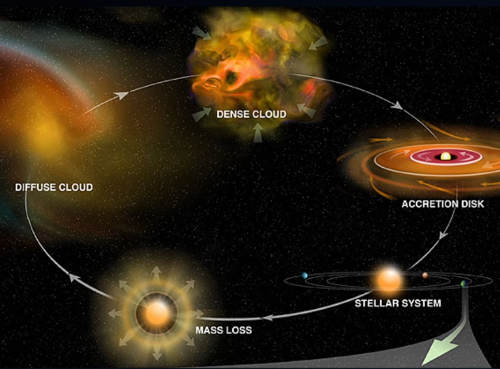 DENSE CLOUD
DIFFUSE CLOUD
ACCRETION DISK
STELLAR SYSTEM
MASS LOSS